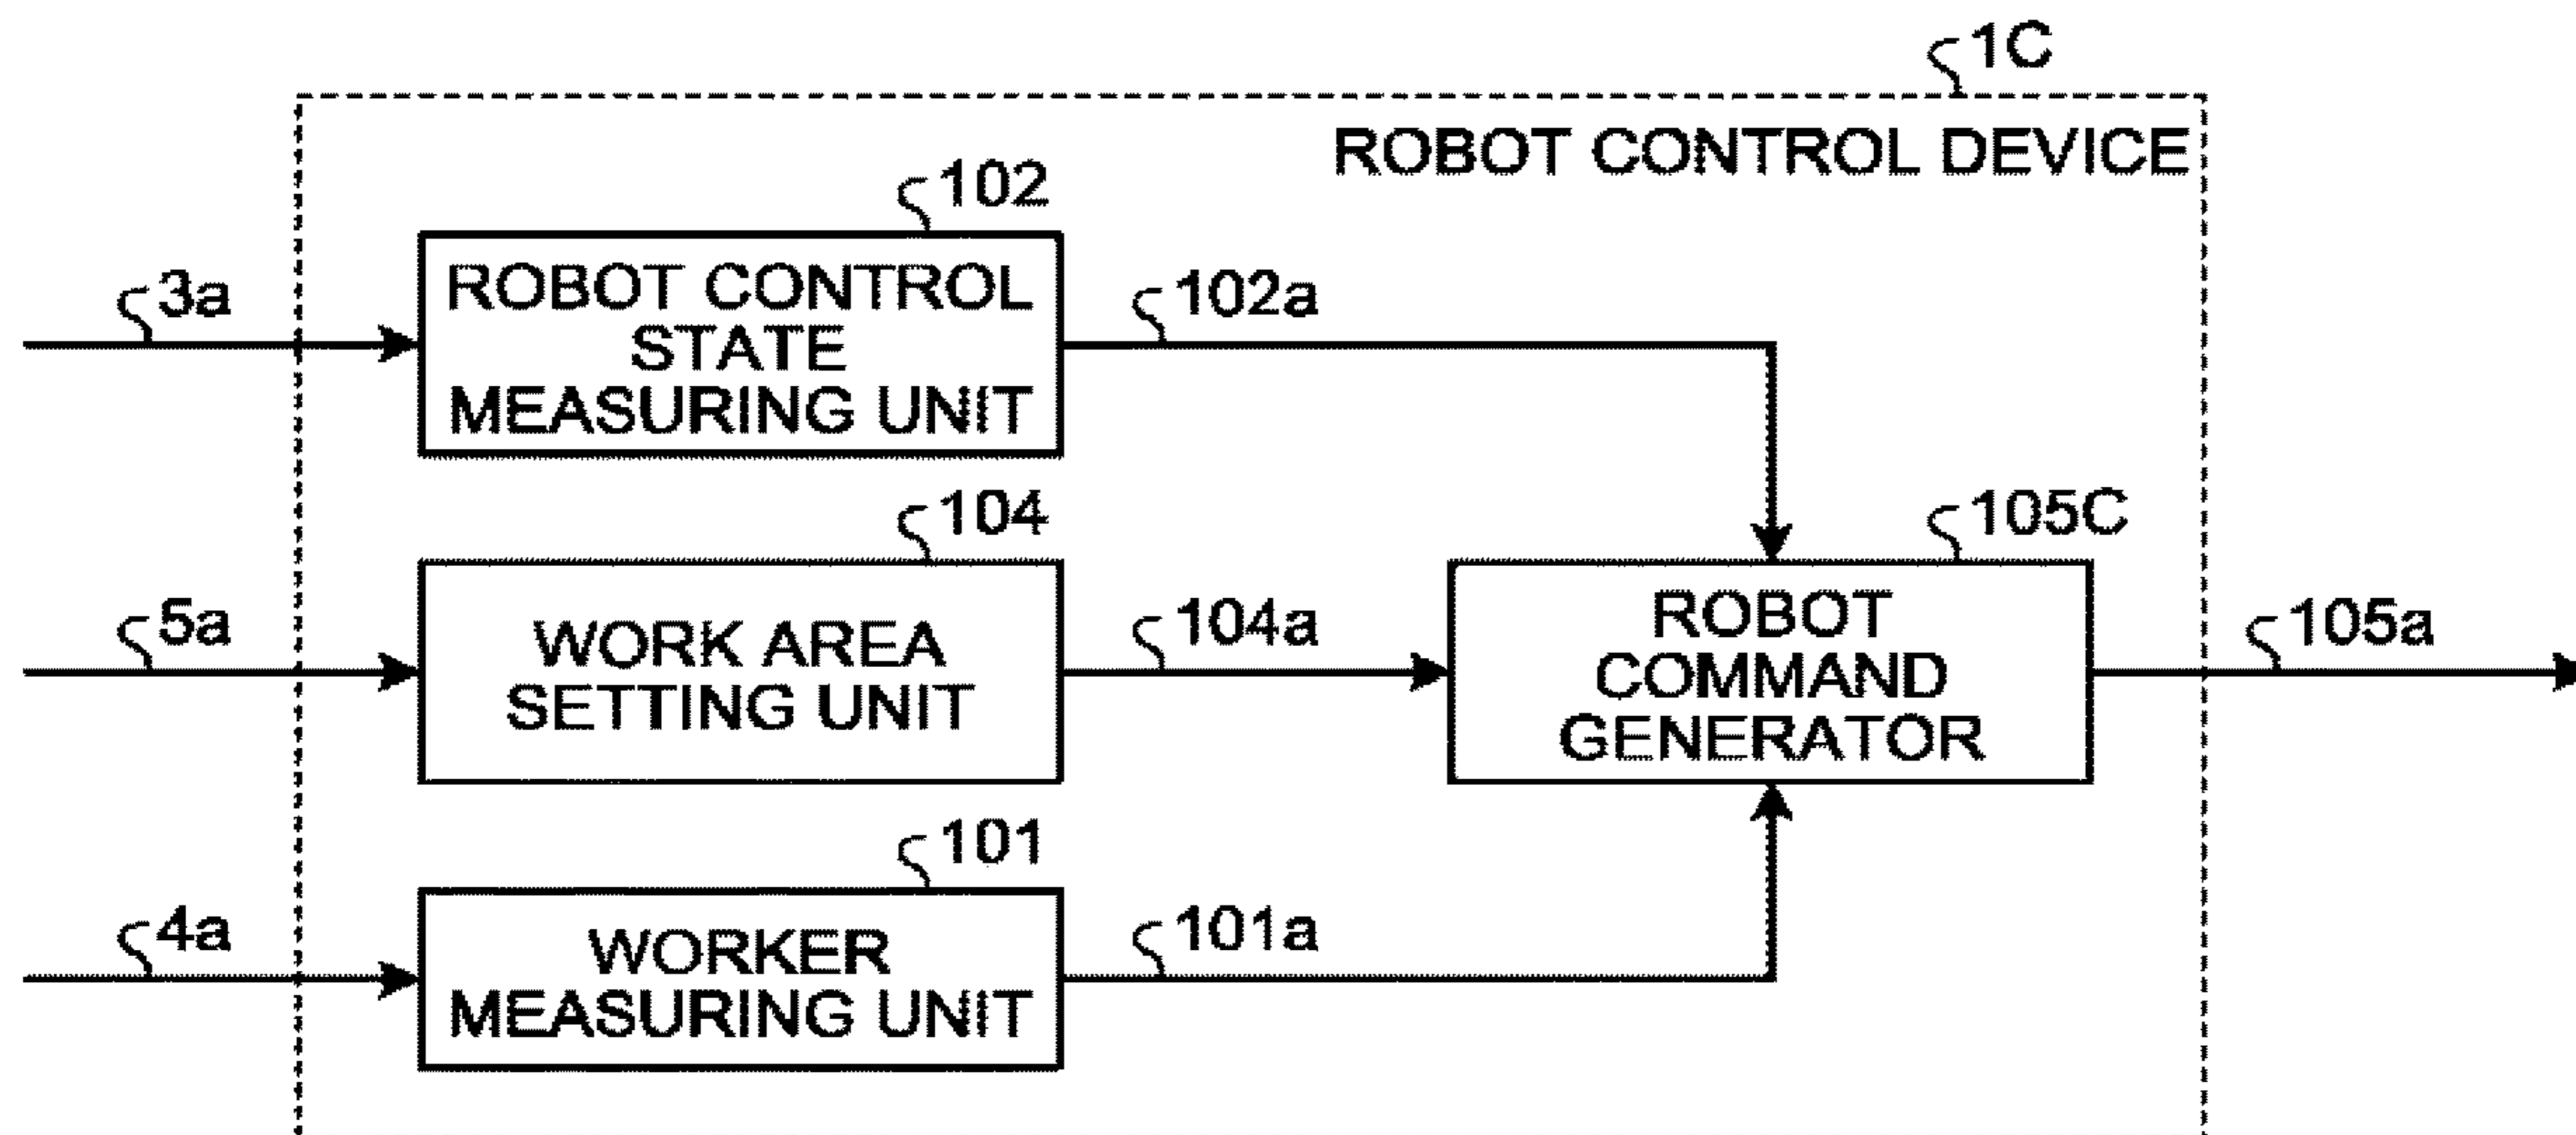 1C
ROBOT CONTROL DEVICE
102
3a
ROBOT CONTROL
STATE
MEASURING UNIT
102a
104
105C
5a
WORK AREA
SETTING UNIT
104a
ROBOT
COMMAND
GENERATOR
105a
101
4a
WORKER
MEASURING UNIT
101a